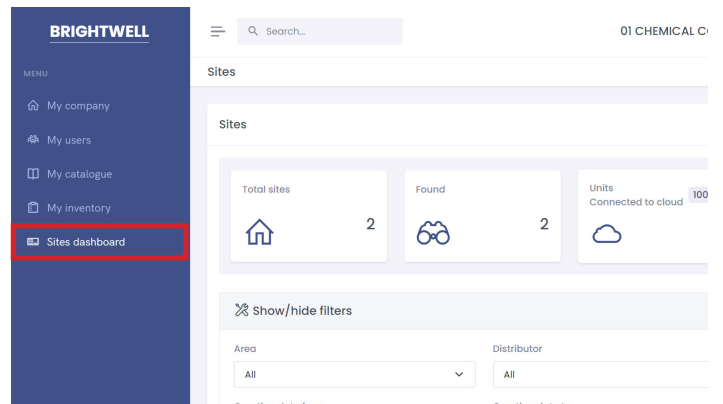 BRIGHTWELL
Search...
01 CHEMICAL
MENU
Sites
My company
My users
My catalogue
My inventory
Sites dashboard
Sites
Total sites
2
Found
2
Units
Connected to cloud
100
Show/hide filters
Area
All
Distributor
All